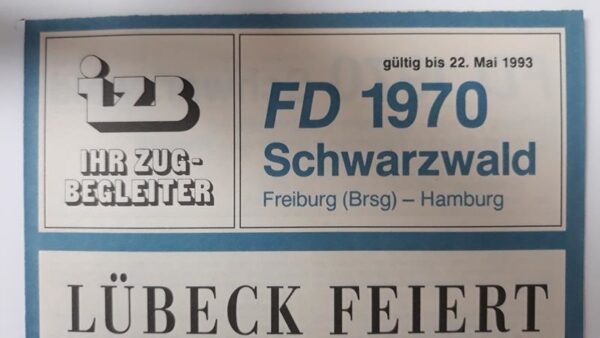 izb
IHR ZUG-
BEGLEITER
gültig bis 22. Mai 1993
FD 1970
Schwarzwald
Freiburg (Brsg) – Hamburg
LÜBECK FEIERT